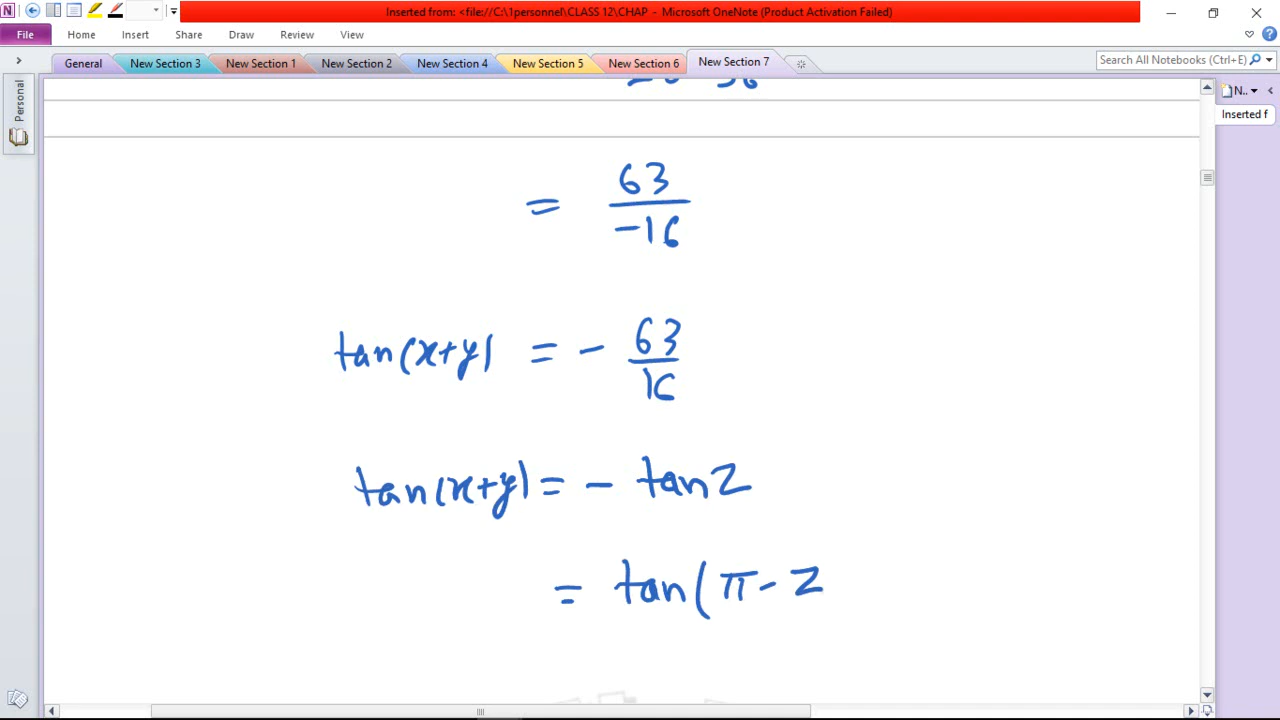 Inserted from: <file://C:\1personnel\CLASS 12\CHAP - Microsoft OneNote (Product Activation Failed)
File Home Insert Share Draw Review View
General New Section 3 New Section 1 New Section 2 New Section 4 New Section 5 New Section 6 New Section 7
Search All Notebooks (Ctrl+E)
N..
Inserted f
Personal
= 63/-16
tan(x+y) = - 63/16
tan(x+y) = - tan z
= tan(π - z